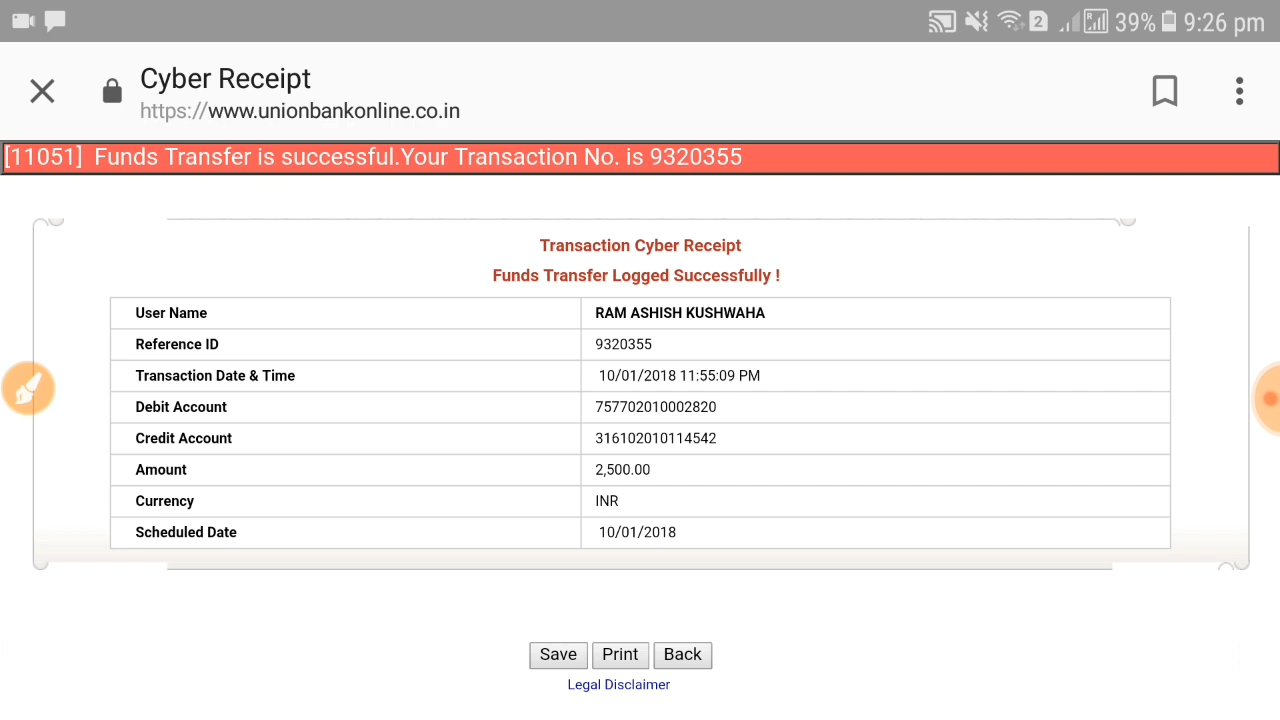 2 R 39% 9:26 pm
Cyber Receipt
https://www.unionbankonline.co.in
[11051] Funds Transfer is successful.Your Transaction No. is 9320355
Transaction Cyber Receipt
Funds Transfer Logged Successfully !
User Name RAM ASHISH KUSHWAHA
Reference ID 9320355
Transaction Date & Time 10/01/2018 11:55:09 PM
Debit Account 757702010002820
Credit Account 316102010114542
Amount 2,500.00
Currency INR
Scheduled Date 10/01/2018
Save Print Back
Legal Disclaimer